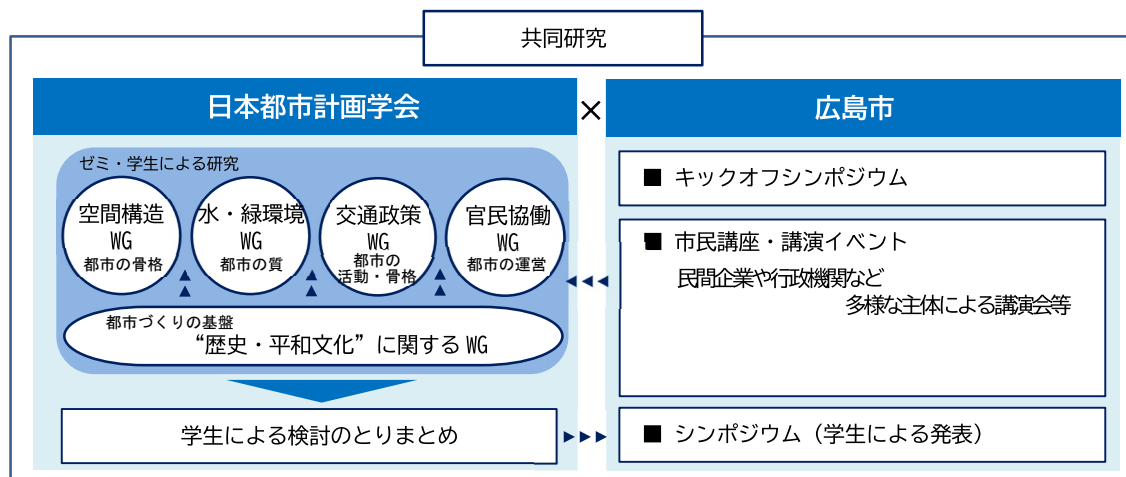 共同研究
日本都市計画学会
×
広島市
ゼミ・学生による研究
空間構造
WG
都市の骨格
水・緑環境
WG
都市の質
交通政策
WG
都市の
活動・骨格
官民協働
WG
都市の運営
都市づくりの基盤
“歴史・平和文化”に関するWG
学生による検討のとりまとめ
■ キックオフシンポジウム
■ 市民講座・講演イベント
民間企業や行政機関など
多様な主体による講演会等
■ シンポジウム（学生による発表）